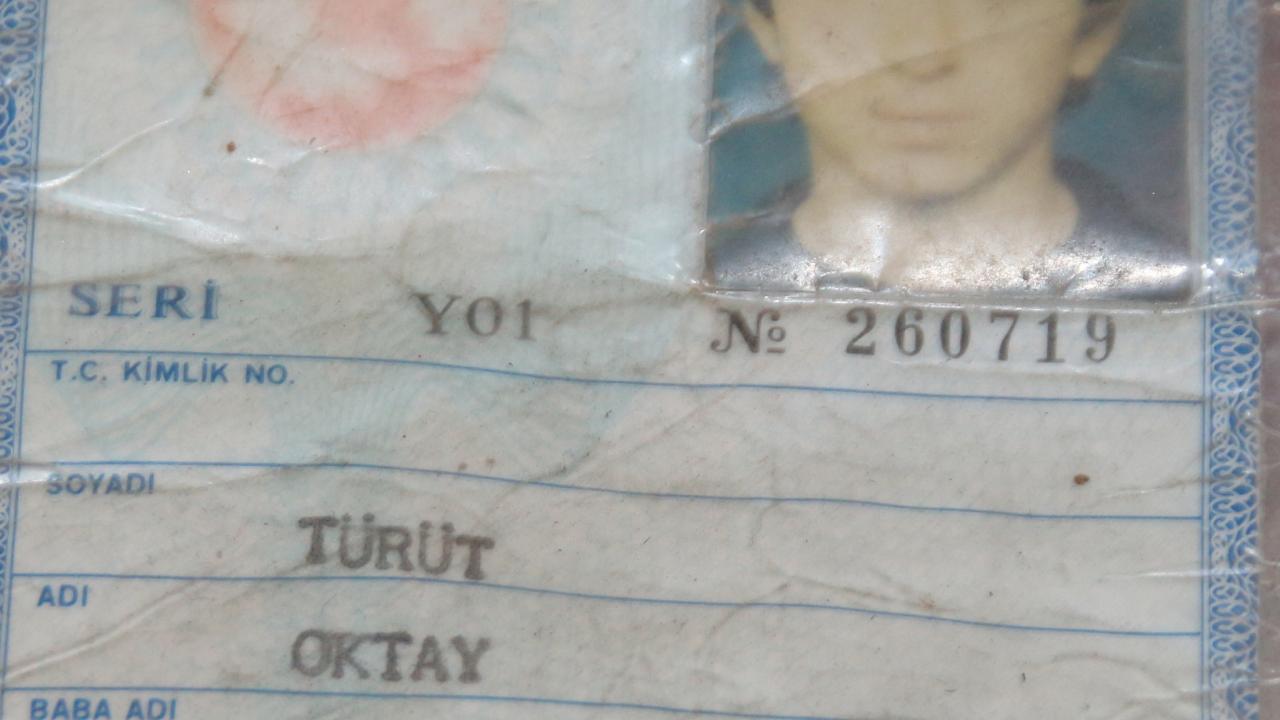 SERİ Y01 № 260719
T.C. KİMLİK NO.
SOYADI
TÜRÜT
ADI
OKTAY
BABA ADI